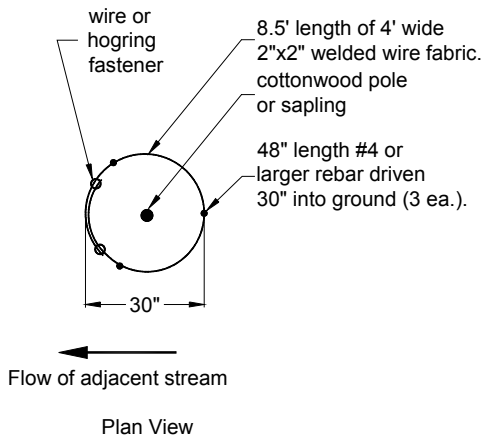 wire or
hogring
fastener
8.5' length of 4' wide
2"x2" welded wire fabric.
cottonwood pole
or sapling
48" length #4 or
larger rebar driven
30" into ground (3 ea.).
30"
Flow of adjacent stream
Plan View